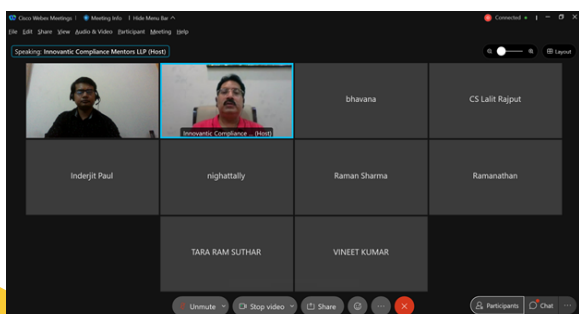 Cisco Webex Meetings | Meeting Info | Hide Menu Bar ^ Connected
File Edit Share View Audio & Video Participant Meeting Help
Speaking: Innovantic Compliance Mentors LLP (Host) Layout
Innovantic Compliance ... (Host) bhavana CS Lalit Rajput
Inderjit Paul nighattally Raman Sharma Ramanathan
TARA RAM SUTHAR VINEET KUMAR
Unmute Stop video Share Participants Chat